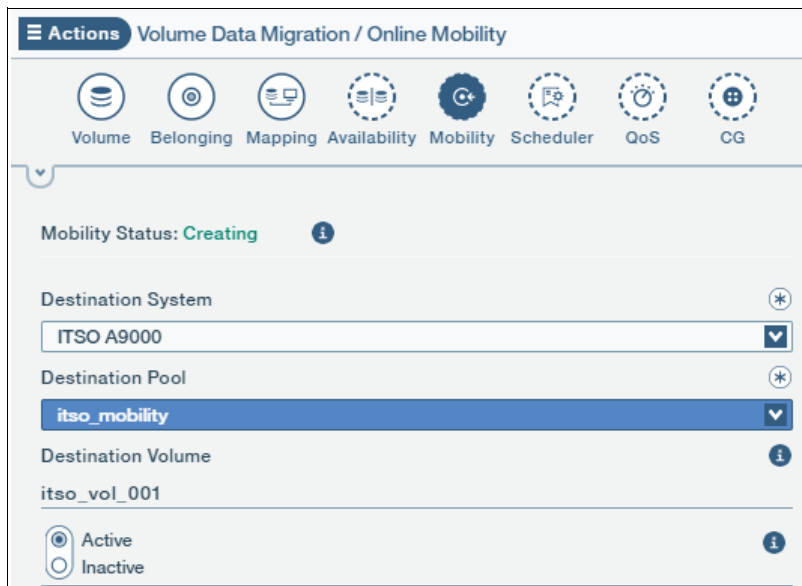 Actions Volume Data Migration / Online Mobility
Volume Belonging Mapping Availability Mobility Scheduler QoS CG
Mobility Status: Creating
Destination System
ITSO A9000
Destination Pool
itso_mobility
Destination Volume
itso_vol_001
Active
Inactive